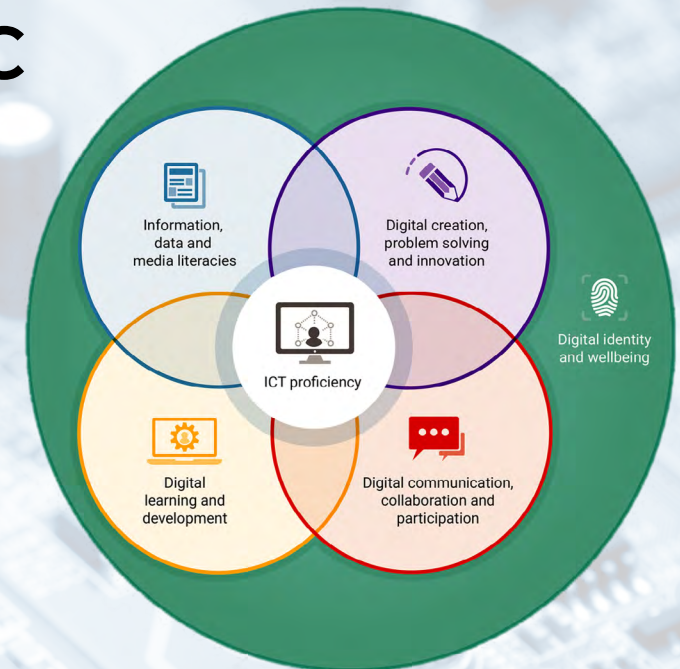 C
Information,
data and
media literacies
Digital creation,
problem solving
and innovation
Digital identity
and wellbeing
ICT proficiency
Digital
learning and
development
Digital communication,
collaboration and
participation